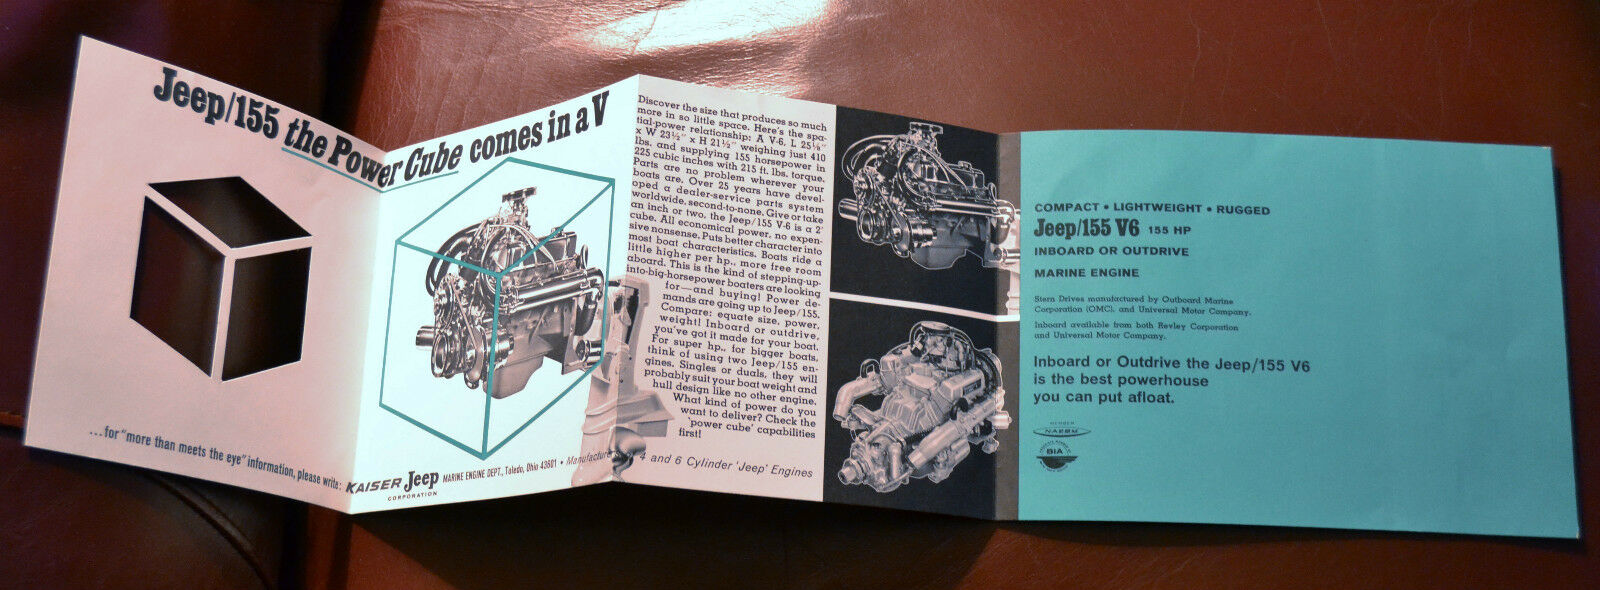 Jeep/155 the Power Cube comes in a V
...for "more than meets the eye" information, please write: KAISER Jeep CORPORATION MARINE ENGINE DEPT., Toledo, Ohio 43601 • Manufacture 4 and 6 Cylinder 'Jeep' Engines
Discover the size that produces so much
more in so little space. Here's the spa-
tial-power relationship: A V-6, L 25⅛"
x W 23½" x H 21½" weighing just 410
lbs. and supplying 155 horsepower in
225 cubic inches with 215 ft. lbs. torque.
Parts are no problem wherever your
boats are. Over 25 years have devel-
oped a dealer-service parts system
worldwide, second-to-none. Give or take
an inch or two, the Jeep/155 V-6 is a 2'
cube. All economical power, no expen-
sive nonsense. Puts better character into
most boat characteristics. Boats ride a
little higher per hp., more free room
aboard. This is the kind of stepping-up-
into-big-horsepower boaters are looking
for—and buying! Power de-
mands are going up to Jeep/155.
Compare: equate size, power,
weight! Inboard or outdrive,
you've got it made for your boat.
For super hp., for bigger boats,
think of using two Jeep/155 en-
gines. Singles or duals, they will
probably suit your boat weight and
hull design like no other engine.
What kind of power do you
want to deliver? Check the
'power cube' capabilities
first!
COMPACT • LIGHTWEIGHT • RUGGED
Jeep/155 V6 155 HP
INBOARD OR OUTDRIVE
MARINE ENGINE
Stern Drives manufactured by Outboard Marine
Corporation (OMC), and Universal Motor Company.
Inboard available from both Revley Corporation
and Universal Motor Company.
Inboard or Outdrive the Jeep/155 V6
is the best powerhouse
you can put afloat.
MEMBER
NAEBM
BIA